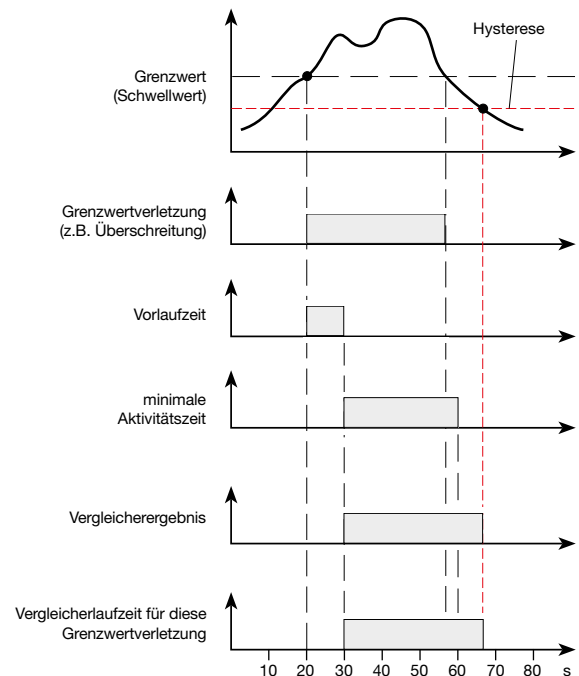 Hysterese
Grenzwert
(Schwellwert)
Grenzwertverletzung
(z.B. Überschreitung)
Vorlaufzeit
minimale
Aktivitätszeit
Vergleicherergebnis
Vergleicherlaufzeit für diese
Grenzwertverletzung
10 20 30 40 50 60 70 80 s